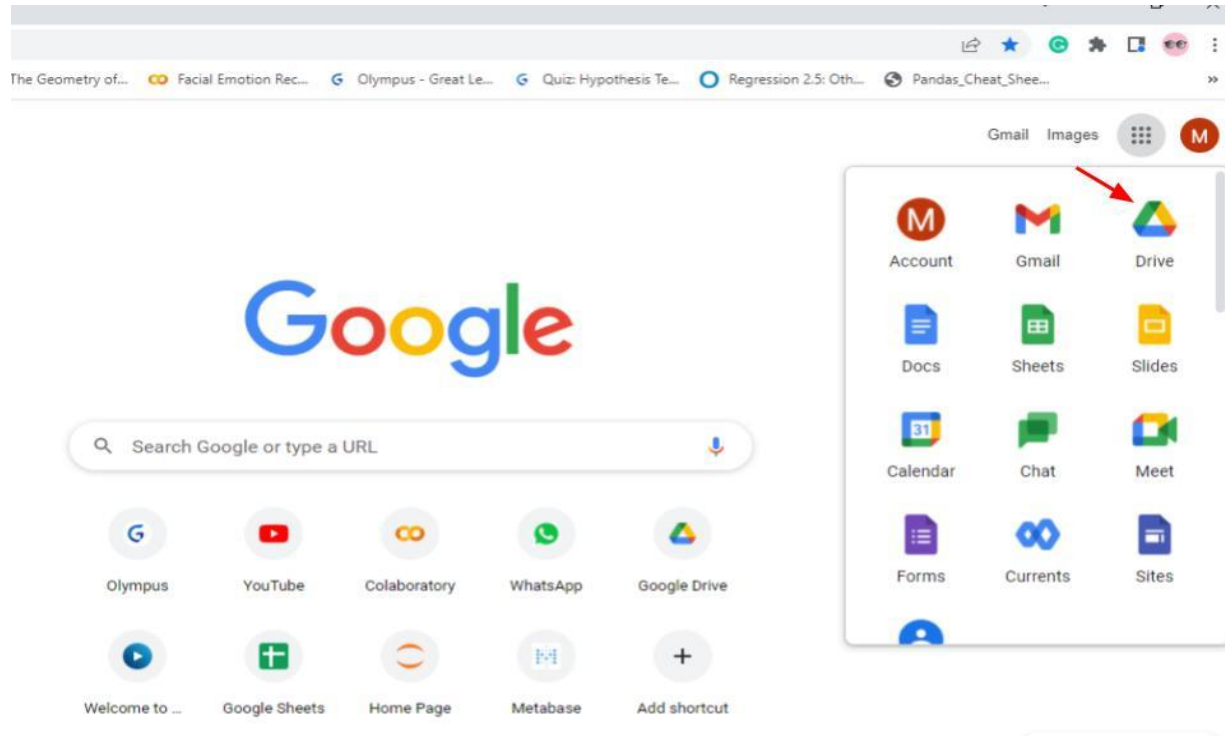 The Geometry of... Facial Emotion Rec... Olympus - Great Le... Quiz: Hypothesis Te... Regression 2.5: Oth... Pandas_Cheat_Shee... »
Gmail Images M
M
Account Gmail Drive
Google
31
Docs Sheets Slides
Search Google or type a URL
Calendar Chat Meet
Olympus YouTube Colaboratory WhatsApp Google Drive
Forms Currents Sites
Welcome to ... Google Sheets Home Page Metabase Add shortcut